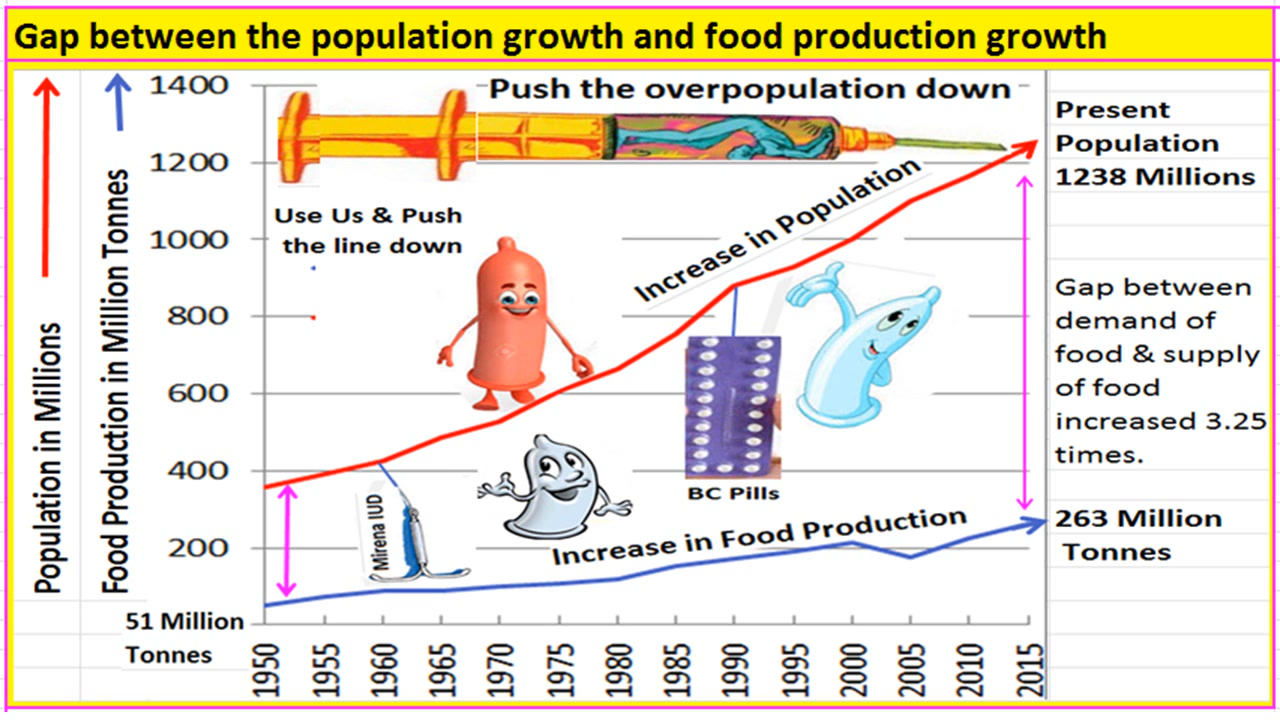 Gap between the population growth and food production growth
Population in Millions
Food Production in Million Tonnes
1400
1200
1000
800
600
400
200
51 Million
Tonnes
Push the overpopulation down
Use Us & Push
the line down
Increase in Population
Mirena IUD
BC Pills
Increase in Food Production
1950
1955
1960
1965
1970
1975
1980
1985
1990
1995
2000
2005
2010
2015
Present
Population
1238 Millions
Gap between
demand of
food & supply
of food
increased 3.25
times.
263 Million
Tonnes